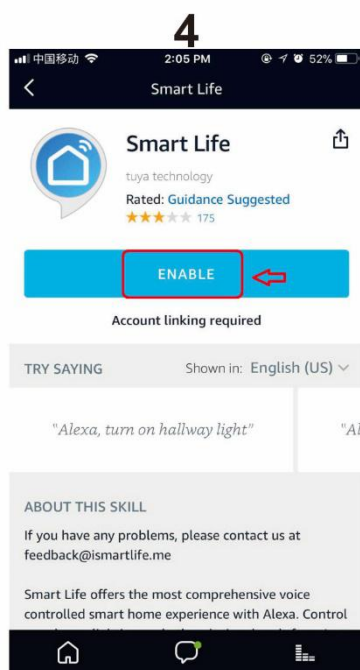 4
中国移动 2:05 PM 52%
Smart Life
Smart Life
tuya technology
Rated: Guidance Suggested
175
ENABLE
Account linking required
TRY SAYING Shown in: English (US)
"Alexa, turn on hallway light" "Al
ABOUT THIS SKILL
If you have any problems, please contact us at
feedback@ismartlife.me
Smart Life offers the most comprehensive voice
controlled smart home experience with Alexa. Control